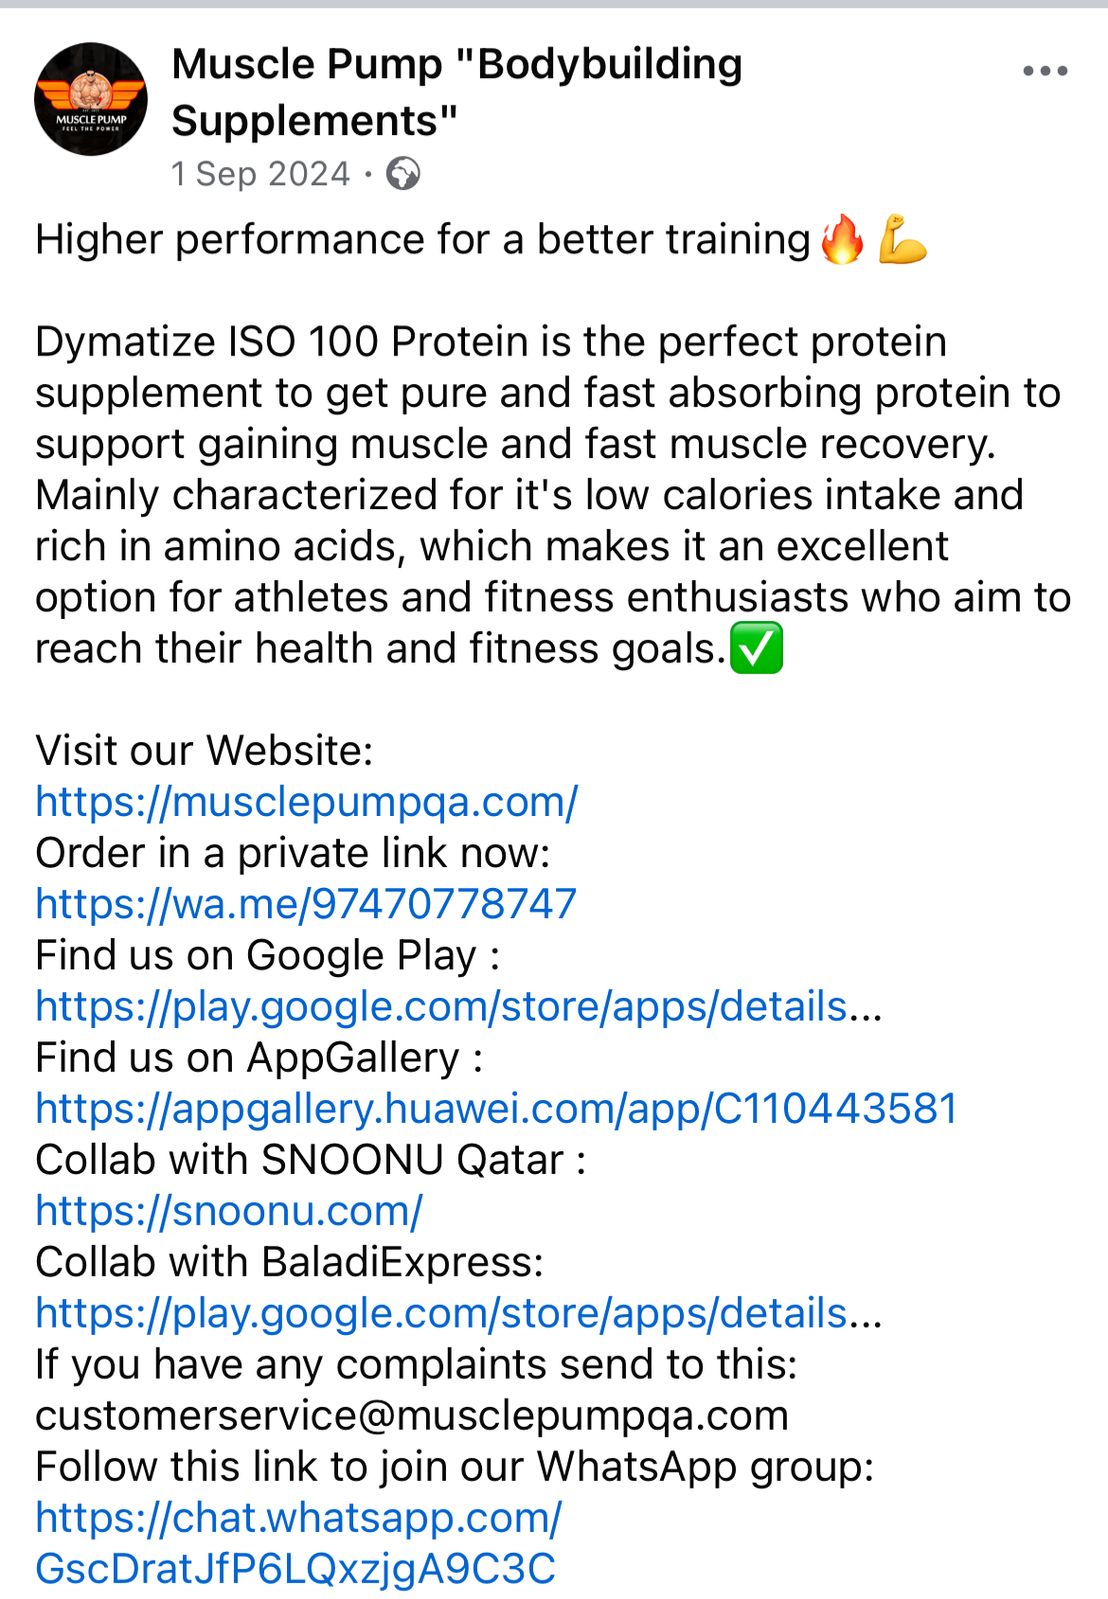 Muscle Pump "Bodybuilding
Supplements"
1 Sep 2024 ·
MUSCLE PUMP
FEEL THE POWER
Higher performance for a better training🔥💪
Dymatize ISO 100 Protein is the perfect protein
supplement to get pure and fast absorbing protein to
support gaining muscle and fast muscle recovery.
Mainly characterized for it's low calories intake and
rich in amino acids, which makes it an excellent
option for athletes and fitness enthusiasts who aim to
reach their health and fitness goals.✅
Visit our Website:
https://musclepumpqa.com/
Order in a private link now:
https://wa.me/97470778747
Find us on Google Play :
https://play.google.com/store/apps/details...
Find us on AppGallery :
https://appgallery.huawei.com/app/C110443581
Collab with SNOONU Qatar :
https://snoonu.com/
Collab with BaladiExpress:
https://play.google.com/store/apps/details...
If you have any complaints send to this:
customerservice@musclepumpqa.com
Follow this link to join our WhatsApp group:
https://chat.whatsapp.com/
GscDratJfP6LQxzjgA9C3C